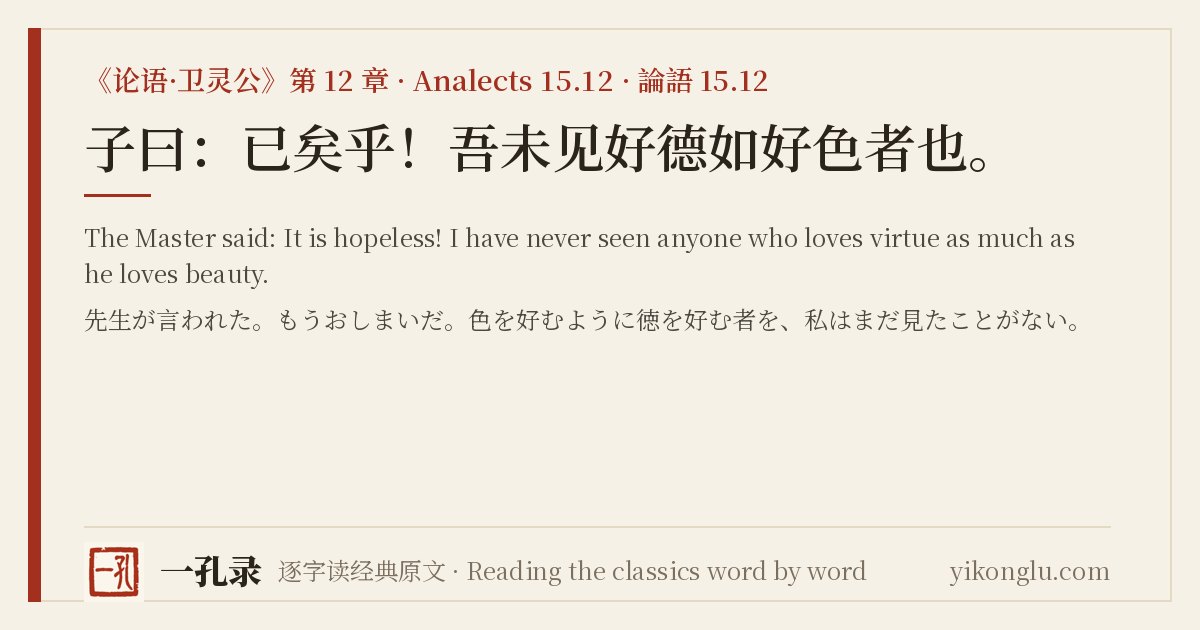 《论语·卫灵公》第 12 章 · Analects 15.12 · 論語 15.12
子曰：已矣乎！吾未见好德如好色者也。
The Master said: It is hopeless! I have never seen anyone who loves virtue as much as
he loves beauty.
先生が言われた。もうおしまいだ。色を好むように徳を好む者を、私はまだ見たことがない。
一孔
一孔录 逐字读经典原文 · Reading the classics word by word yikonglu.com